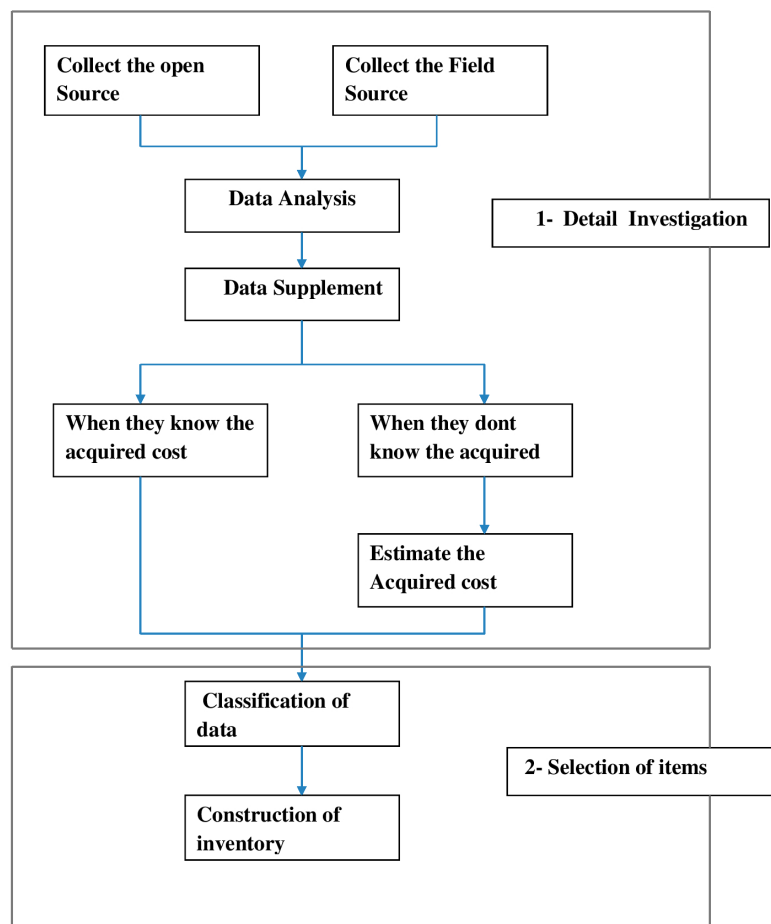 Collect the open
Source
Collect the Field
Source
Data Analysis
1- Detail Investigation
Data Supplement
When they know the
acquired cost
When they dont
know the acquired
Estimate the
Acquired cost
Classification of
data
2- Selection of items
Construction of
inventory